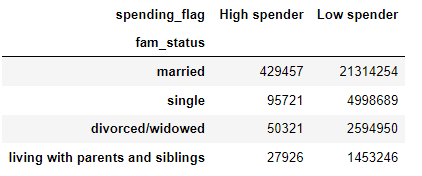 spending_flag High spender Low spender
fam_status
married 429457 21314254
single 95721 4998689
divorced/widowed 50321 2594950
living with parents and siblings 27926 1453246